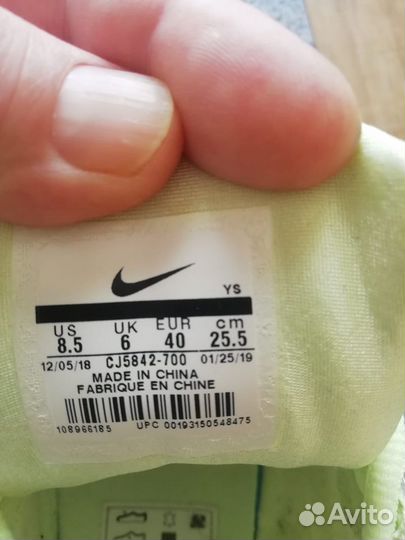 YS
US UK EUR cm
8.5 6 40 25.5
12/05/18 CJ5842-700 01/25/19
MADE IN CHINA
FABRIQUE EN CHINE
108966185 UPC 00193150548475
Avito